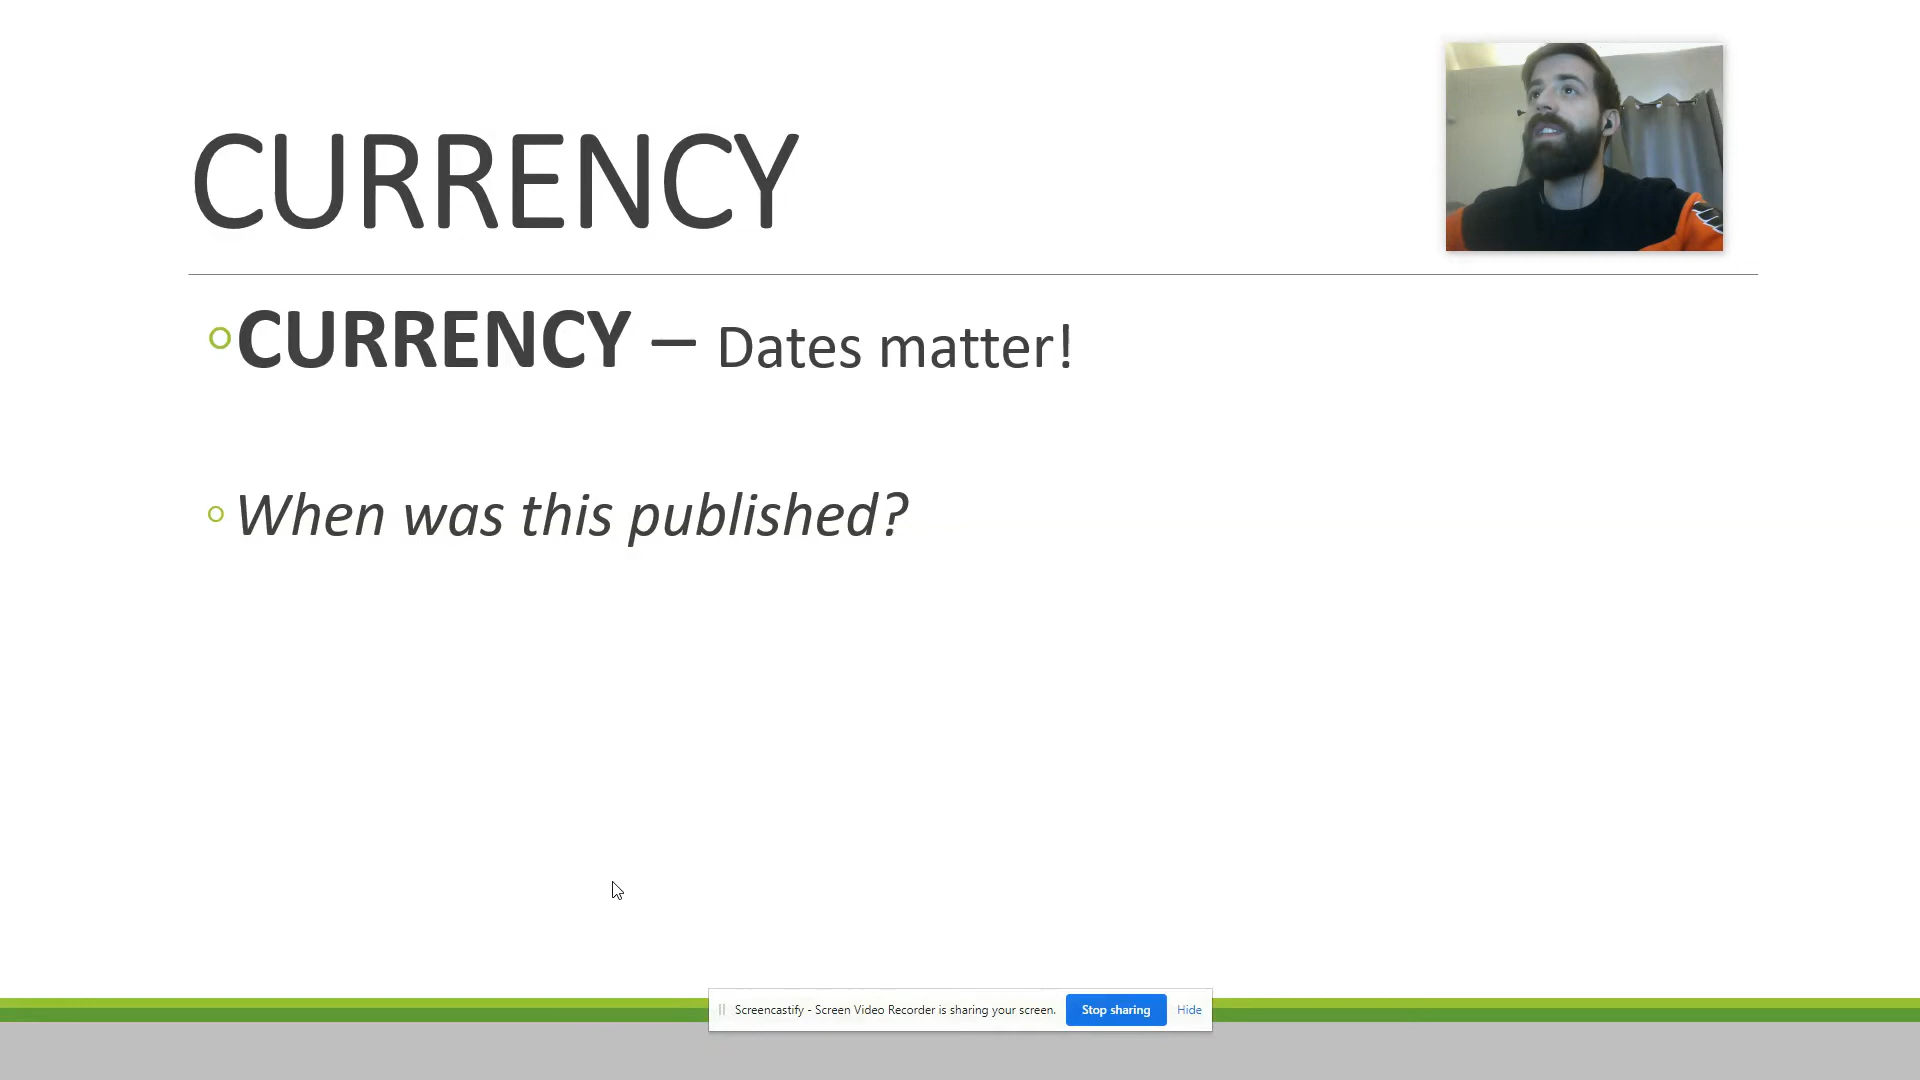 CURRENCY
CURRENCY – Dates matter!
When was this published?
Screencastify - Screen Video Recorder is sharing your screen. Stop sharing Hide